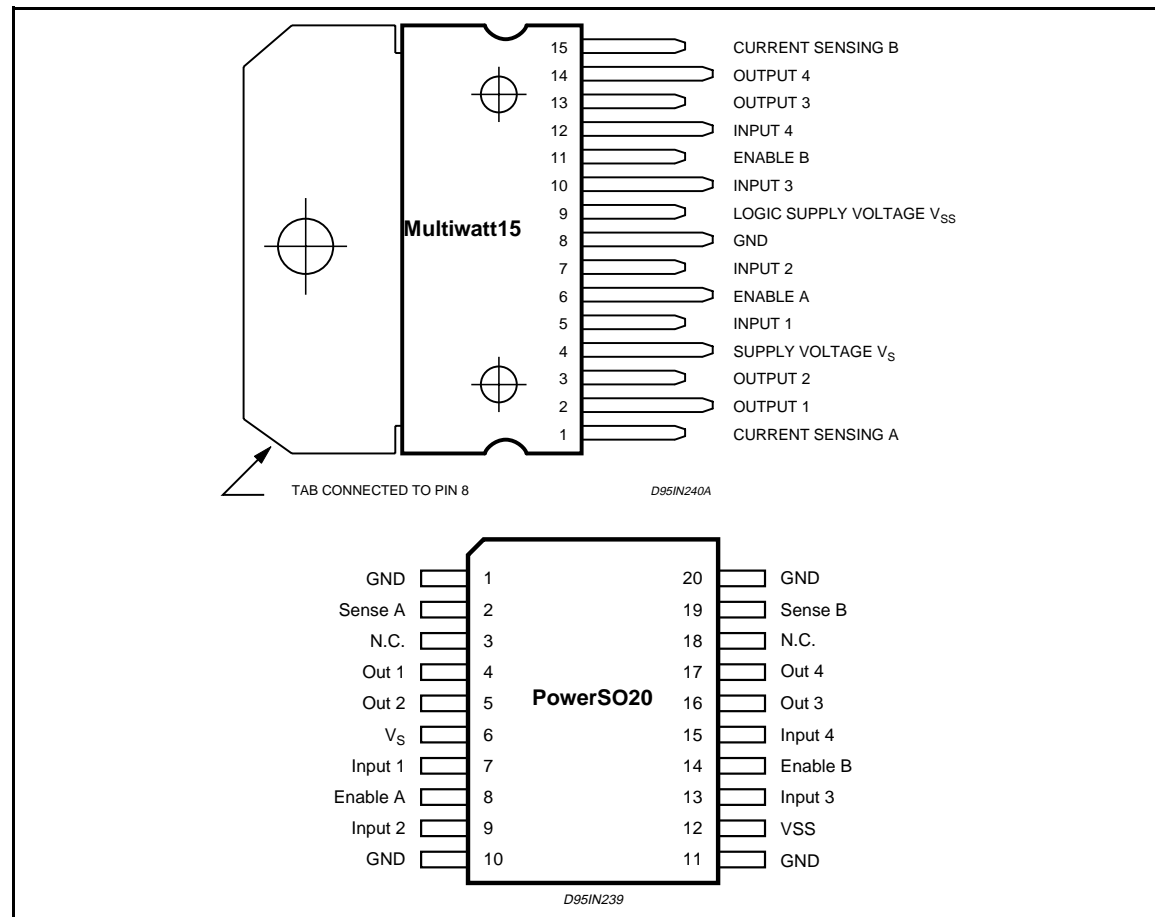 15 CURRENT SENSING B
14 OUTPUT 4
13 OUTPUT 3
12 INPUT 4
11 ENABLE B
10 INPUT 3
9 LOGIC SUPPLY VOLTAGE VSS
Multiwatt15
8 GND
7 INPUT 2
6 ENABLE A
5 INPUT 1
4 SUPPLY VOLTAGE VS
3 OUTPUT 2
2 OUTPUT 1
1 CURRENT SENSING A
TAB CONNECTED TO PIN 8
D95IN240A
GND 1 20 GND
Sense A 2 19 Sense B
N.C. 3 18 N.C.
Out 1 4 17 Out 4
PowerSO20
Out 2 5 16 Out 3
VS 6 15 Input 4
Input 1 7 14 Enable B
Enable A 8 13 Input 3
Input 2 9 12 VSS
GND 10 11 GND
D95IN239